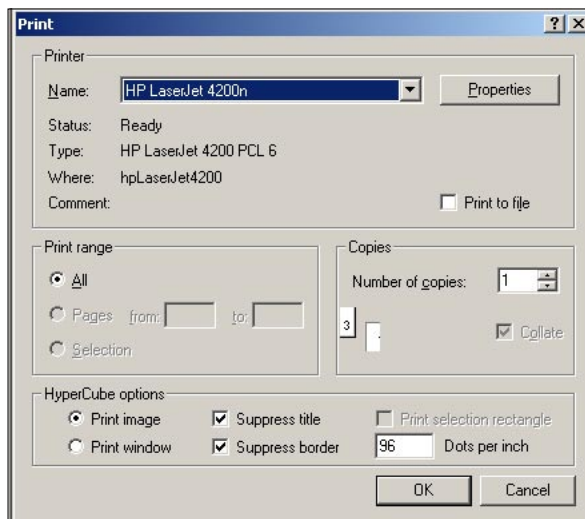 Print
Printer
Name: HP LaserJet 4200n Properties
Status: Ready
Type: HP LaserJet 4200 PCL 6
Where: hpLaserJet4200
Comment: Print to file
Print range
All
Pages from: to:
Selection
Copies
Number of copies: 1
3
Collate
HyperCube options
Print image Suppress title Print selection rectangle
Print window Suppress border 96 Dots per inch
OK Cancel